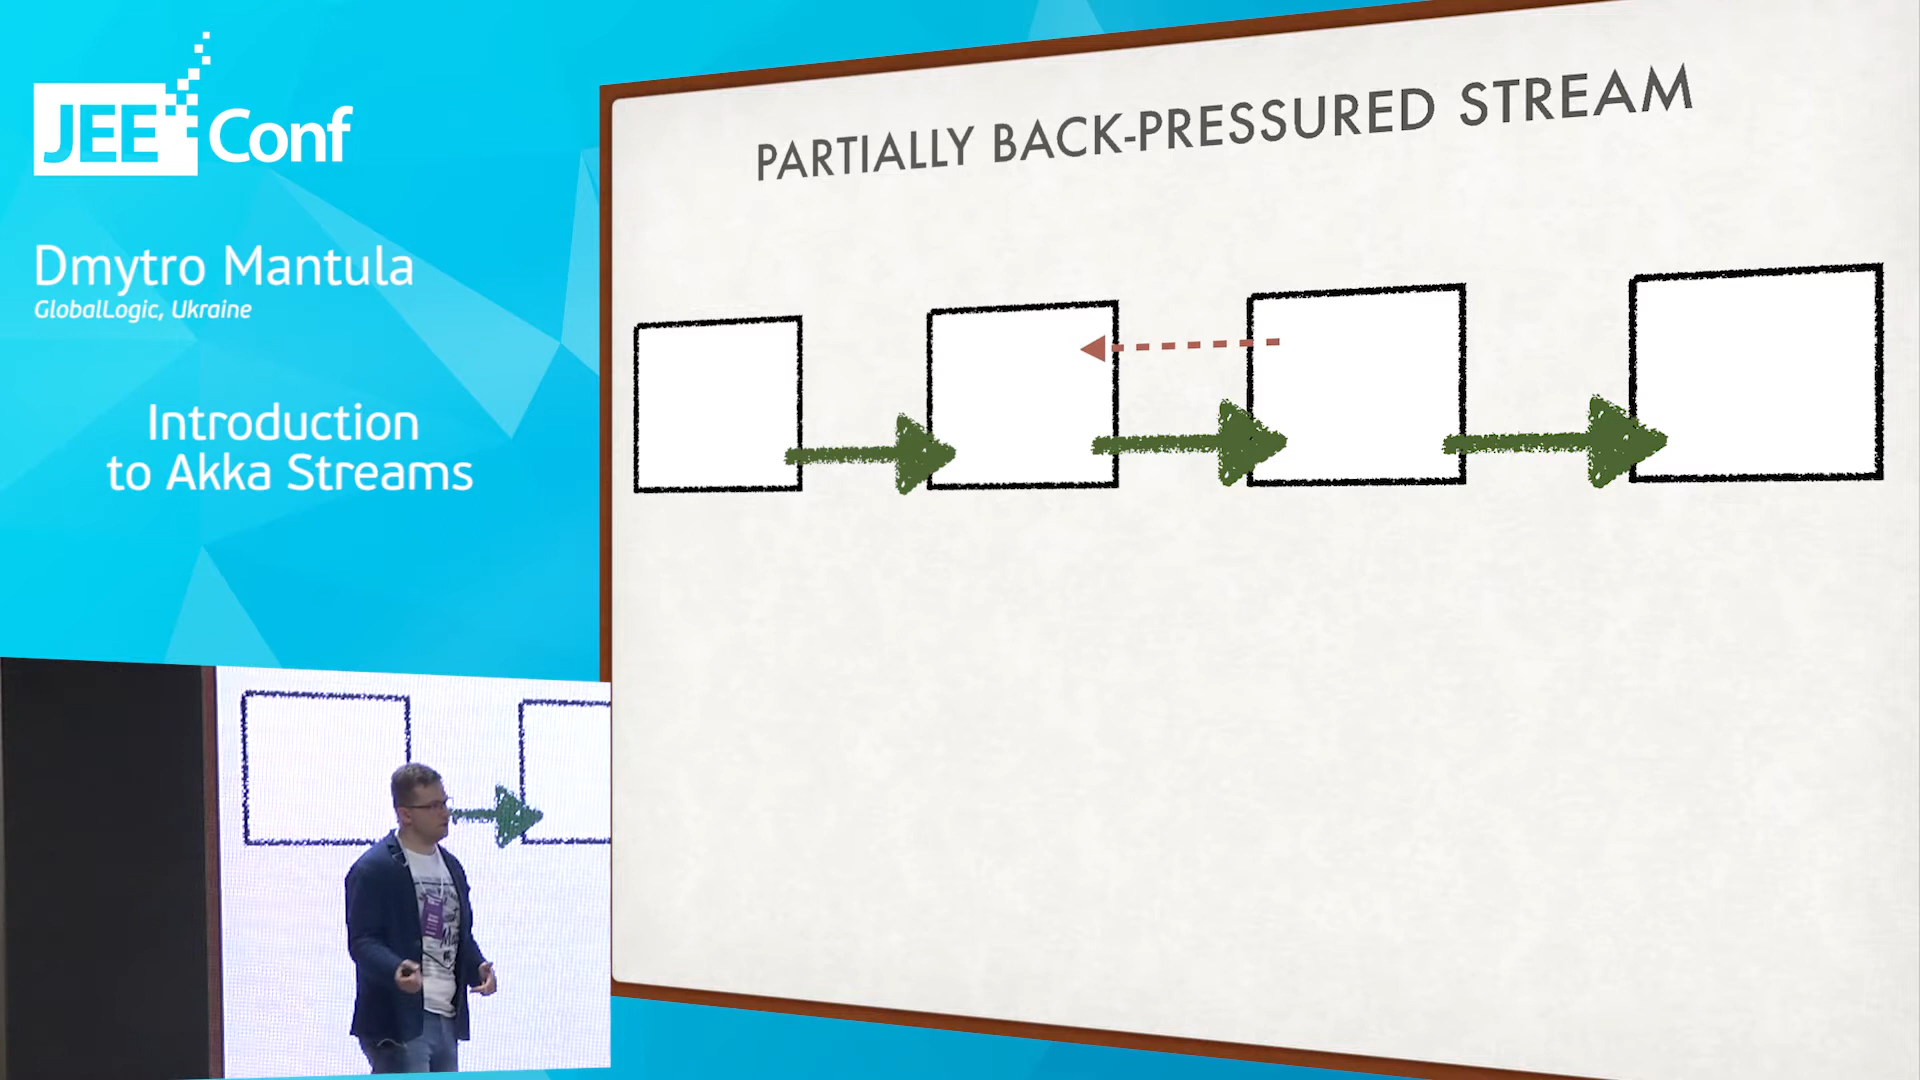 JEE Conf
Dmytro Mantula
GlobalLogic, Ukraine
Introduction
to Akka Streams
PARTIALLY BACK-PRESSURED STREAM